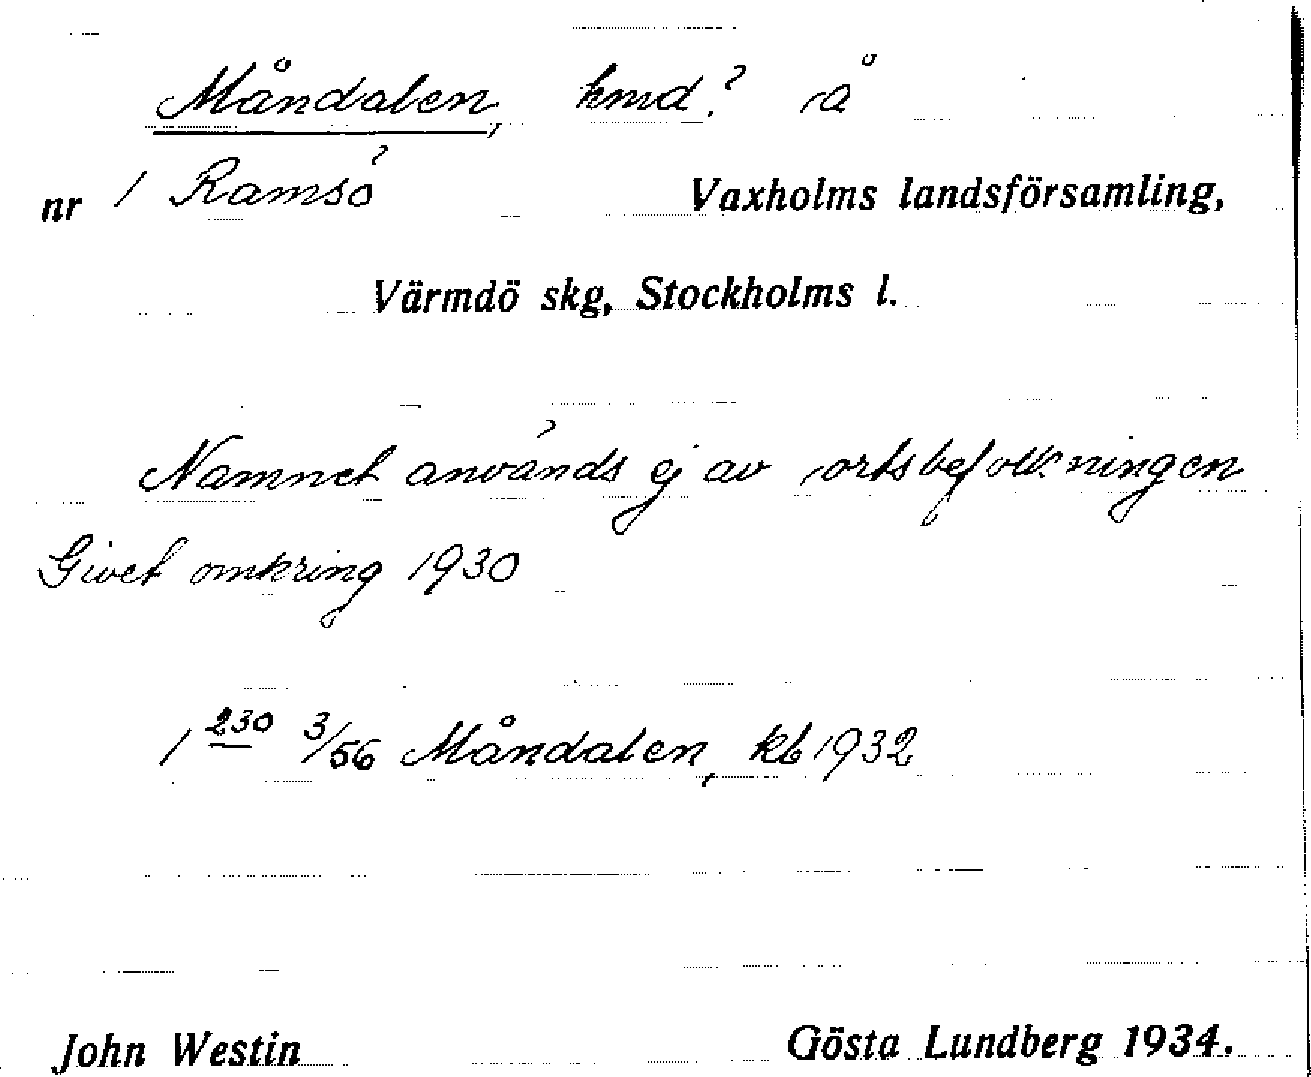 Måndalen, hmd.? å
nr 1 Ramsö Vaxholms landsförsamling,
Värmdö skg, Stockholms l.
Namnet används ej av ortsbefolkningen
Givet omkring 1930
1 230 3/56 Måndalen, kb 1932
John Westin Gösta Lundberg 1934.